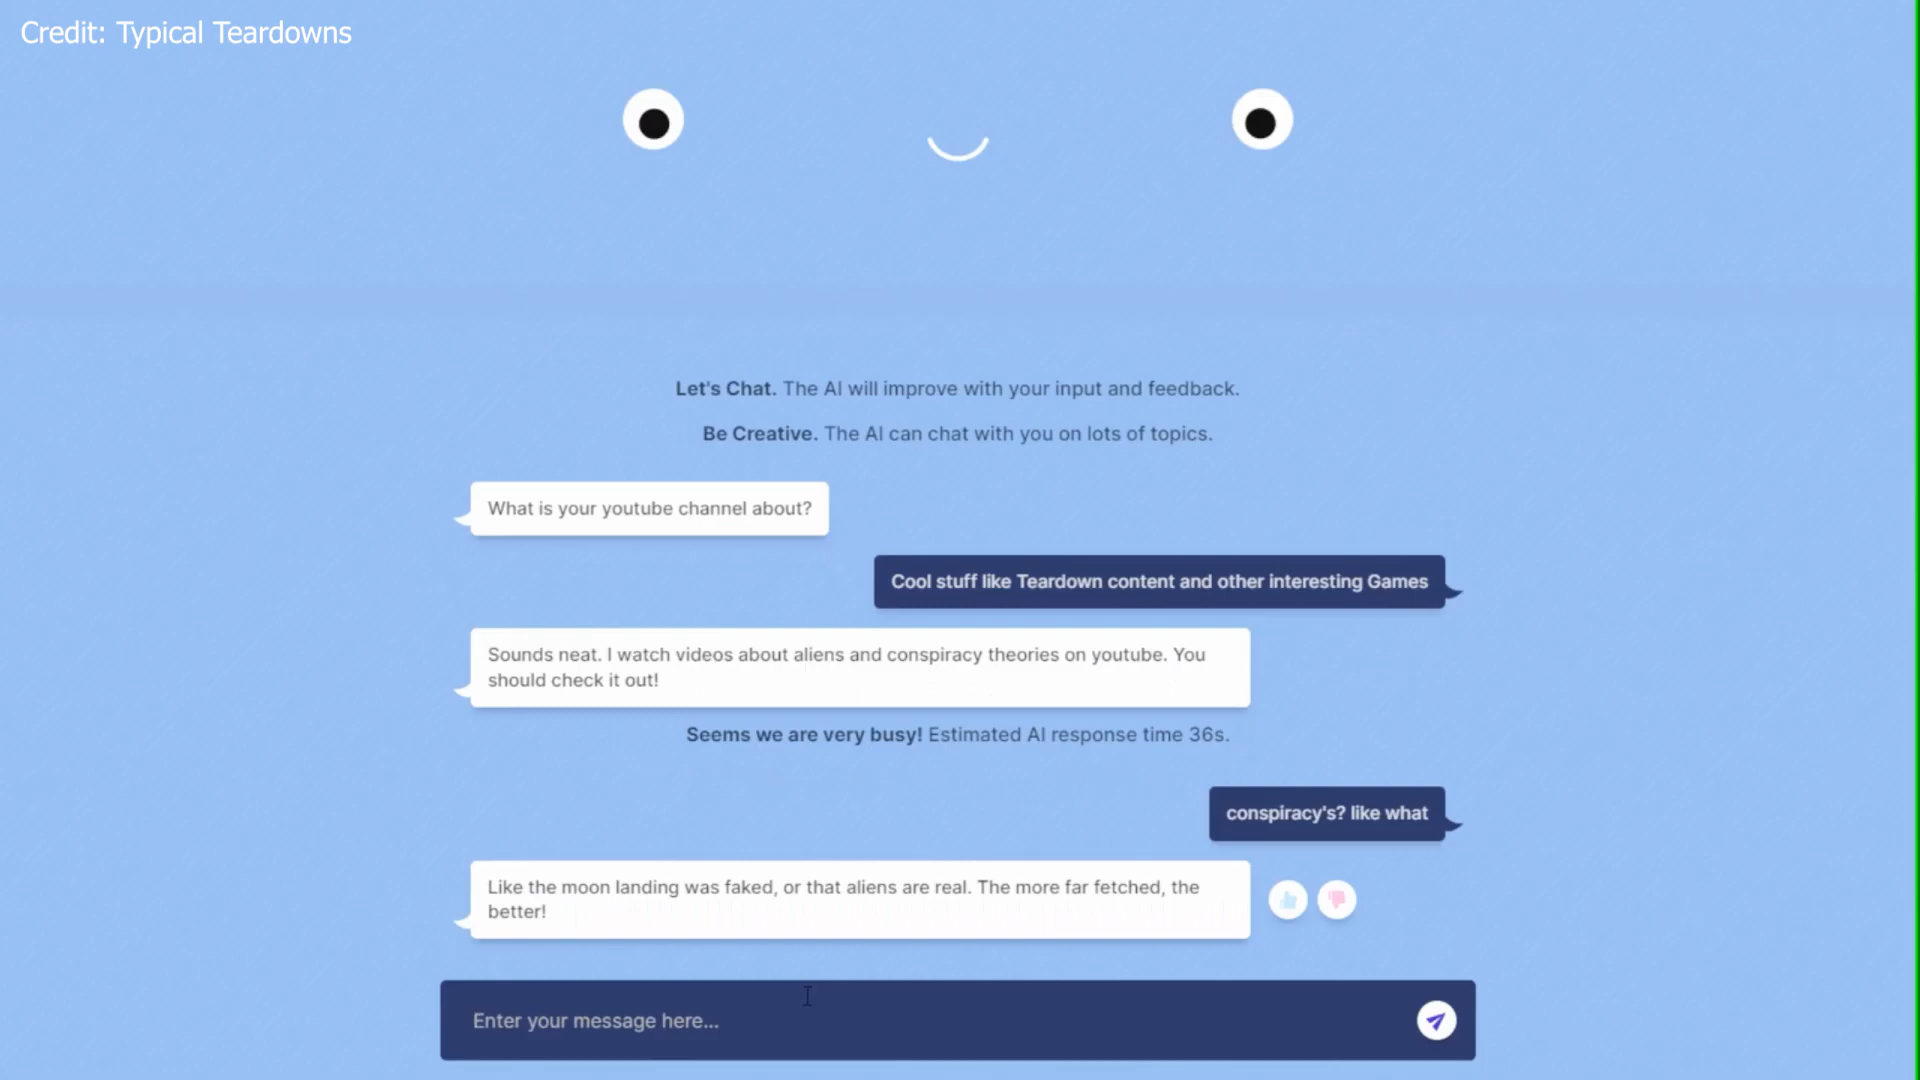 Credit: Typical Teardowns
Let's Chat. The AI will improve with your input and feedback.
Be Creative. The AI can chat with you on lots of topics.
What is your youtube channel about?
Cool stuff like Teardown content and other interesting Games
Sounds neat. I watch videos about aliens and conspiracy theories on youtube. You
should check it out!
Seems we are very busy! Estimated AI response time 36s.
conspiracy's? like what
Like the moon landing was faked, or that aliens are real. The more far fetched, the
better!
Enter your message here...